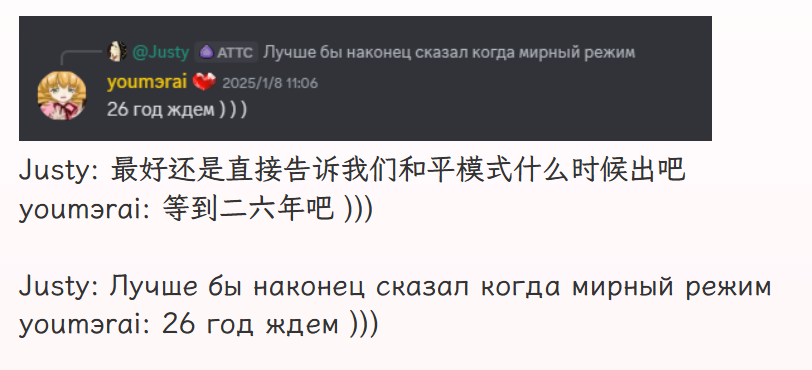 @Justy ATTC Лучше бы наконец сказал когда мирный режим
youmэrai 2025/1/8 11:06
26 год ждем ) ) )
Justy: 最好还是直接告诉我们和平模式什么时候出吧
youmэrai: 等到二六年吧 )))
Justy: Лучше бы наконец сказал когда мирный режим
youmэrai: 26 год ждем )))